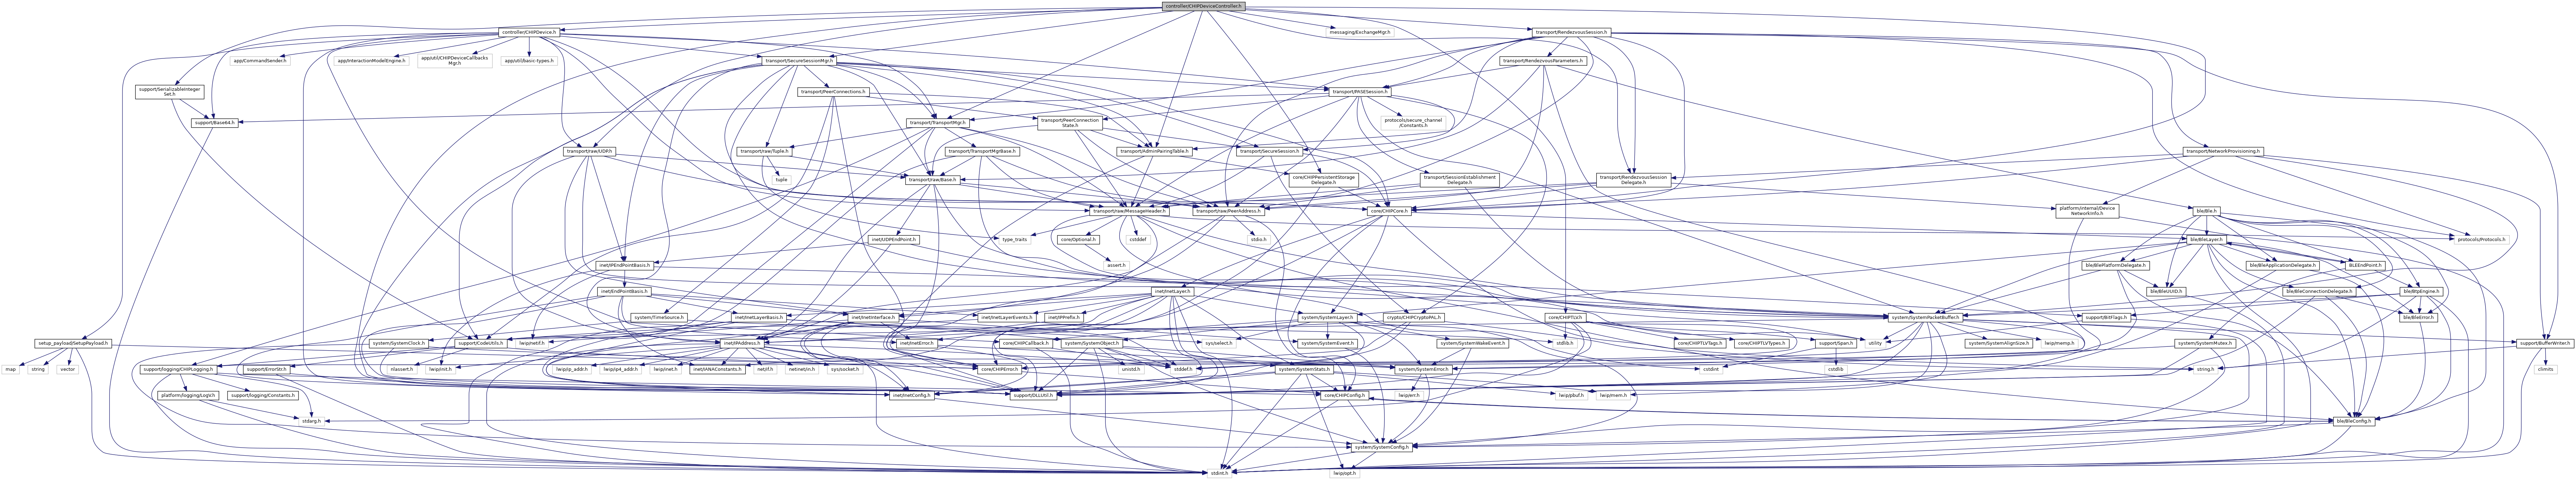 controller/CHIPDeviceController.h
controller/CHIPDevice.h
messaging/ExchangeMgr.h
transport/RendezvousSession.h
app/CommandSender.h
app/InteractionModelEngine.h
app/util/CHIPDeviceCallbacks
Mgr.h
app/util/basic-types.h
transport/SecureSessionMgr.h
transport/RendezvousParameters.h
support/SerializableInteger
Set.h
transport/PeerConnections.h
transport/PASESession.h
support/Base64.h
transport/TransportMgr.h
transport/PeerConnection
State.h
protocols/secure_channel
/Constants.h
transport/raw/UDP.h
transport/raw/Tuple.h
transport/TransportMgrBase.h
transport/AdminPairingTable.h
transport/SecureSession.h
transport/NetworkProvisioning.h
tuple
transport/raw/Base.h
core/CHIPPersistentStorage
Delegate.h
transport/SessionEstablishment
Delegate.h
transport/RendezvousSession
Delegate.h
transport/raw/MessageHeader.h
transport/raw/PeerAddress.h
core/CHIPCore.h
platform/internal/Device
NetworkInfo.h
ble/Ble.h
inet/UDPEndPoint.h
type_traits
core/Optional.h
cstddef
stdio.h
ble/BleLayer.h
protocols/Protocols.h
inet/IPEndPointBasis.h
assert.h
ble/BlePlatformDelegate.h
ble/BleApplicationDelegate.h
BLEEndPoint.h
inet/EndPointBasis.h
inet/InetLayer.h
ble/BleUUID.h
ble/BleConnectionDelegate.h
ble/BtpEngine.h
system/TimeSource.h
inet/InetLayerBasis.h
inet/InetInterface.h
inet/InetLayerEvents.h
inet/IPPrefix.h
system/SystemLayer.h
crypto/CHIPCryptoPAL.h
core/CHIPTLV.h
system/SystemPacketBuffer.h
support/BitFlags.h
ble/BleError.h
system/SystemClock.h
support/CodeUtils.h
lwip/netif.h
inet/IPAddress.h
inet/InetError.h
core/CHIPCallback.h
system/SystemObject.h
sys/select.h
system/SystemEvent.h
system/SystemWakeEvent.h
stdlib.h
core/CHIPTLVTags.h
core/CHIPTLVTypes.h
support/Span.h
utility
system/SystemAlignSize.h
lwip/memp.h
system/SystemMutex.h
support/BufferWriter.h
setup_payload/SetupPayload.h
map
string
vector
support/logging/CHIPLogging.h
support/ErrorStr.h
nlassert.h
lwip/init.h
lwip/ip_addr.h
lwip/ip4_addr.h
lwip/inet.h
inet/IANAConstants.h
net/if.h
netinet/in.h
sys/socket.h
core/CHIPError.h
unistd.h
stddef.h
system/SystemStats.h
system/SystemError.h
cstdint
cstdlib
string.h
climits
platform/logging/LogV.h
support/logging/Constants.h
inet/InetConfig.h
support/DLLUtil.h
core/CHIPConfig.h
lwip/err.h
lwip/pbuf.h
lwip/mem.h
stdarg.h
ble/BleConfig.h
system/SystemConfig.h
stdint.h
lwip/opt.h